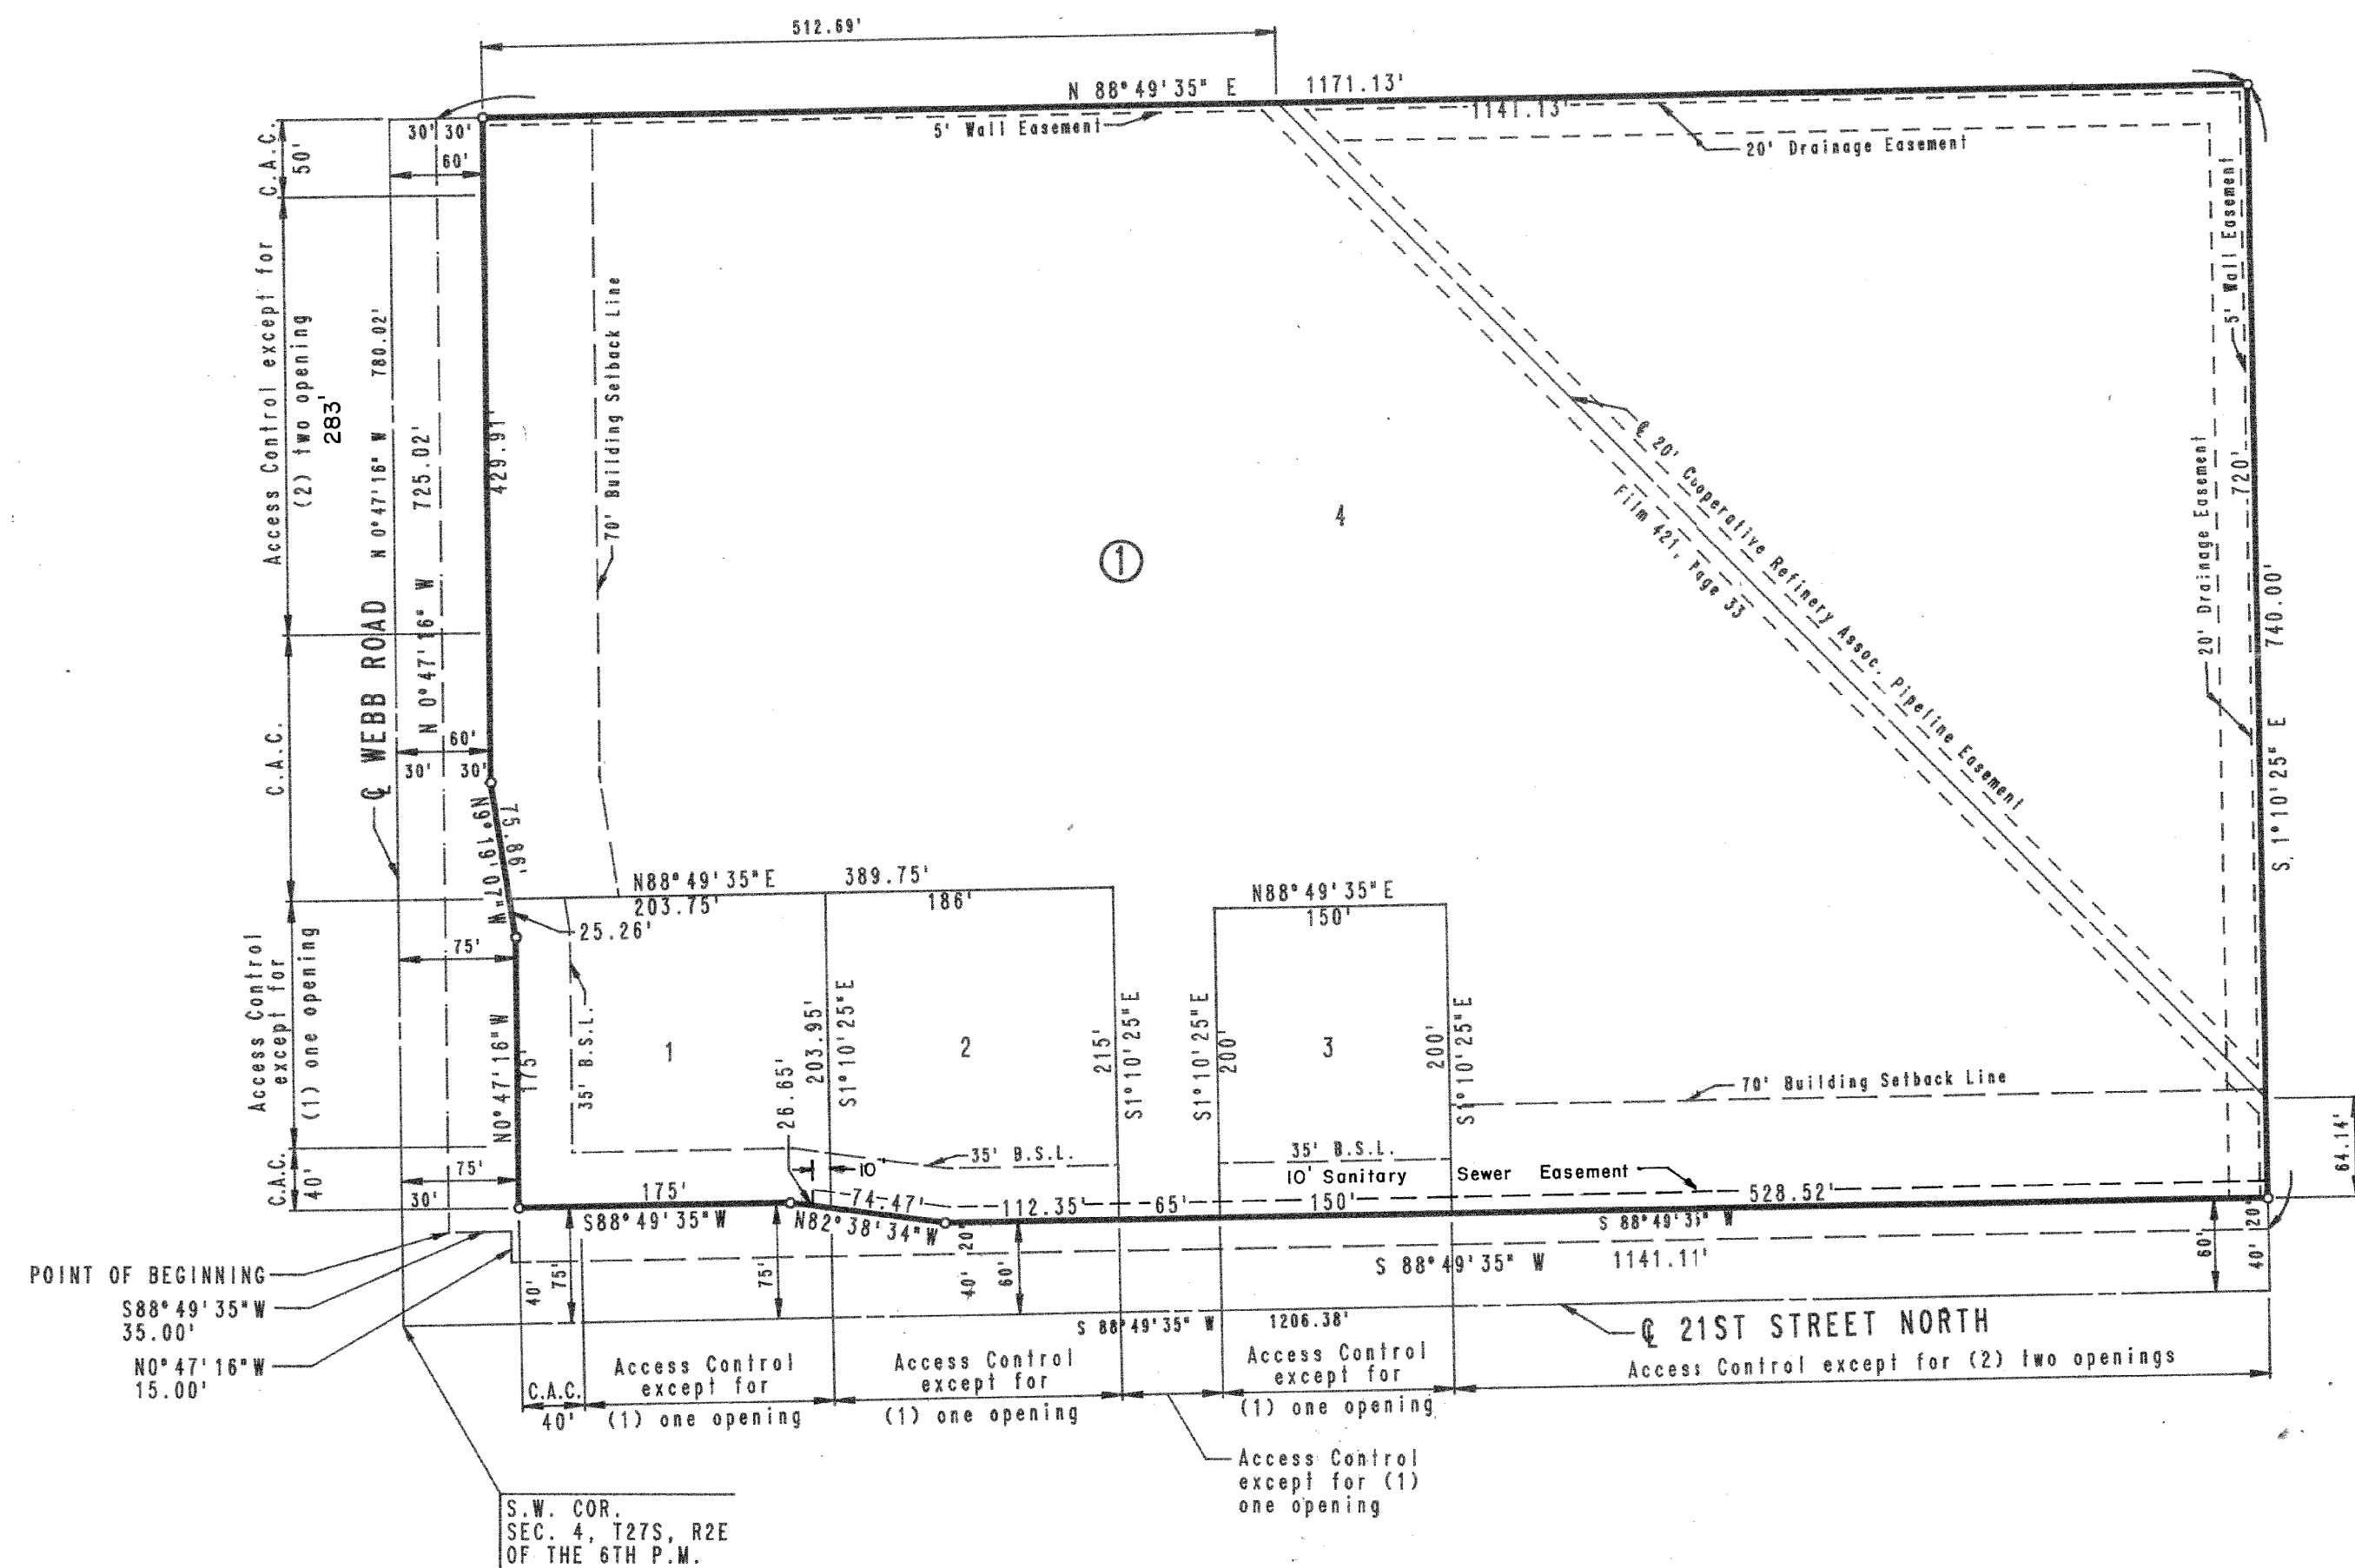 512.69'
N 88°49'35" E 1171.13'
1141.13'
5' Wall Easement
20' Drainage Easement
30' 30'
60'
C.A.C.
50'
Access Control except for
(2) two opening
283'
℄ WEBB ROAD N 0°47'16" W 780.02'
N 0°47'16" W 725.02'
429.91'
70' Building Setback Line
5' Wall Easement
20' Drainage Easement
720'
740.00'
S 1°10'25" E
4
1
℄ 20' Cooperative Refinery Assoc. Pipeline Easement
Film 421, Page 33
C.A.C.
60'
30' 30'
N9°19'07"W
75.86'
25.26'
N88°49'35"E 389.75'
203.75' 186'
N88°49'35"E
150'
Access Control
except for
(1) one opening
75'
N0°47'16"W
175'
35' B.S.L.
1
26.65'
203.95'
S1°10'25"E
2
215'
S1°10'25"E
S1°10'25"E
200'
3
200'
S1°10'25"E
70' Building Setback Line
64.14'
C.A.C.
40'
75'
30'
10'
35' B.S.L.
35' B.S.L.
10' Sanitary Sewer Easement
175'
74.47'
112.35'
65'
150'
528.52'
S88°49'35"W
N82°38'34"W
S 88°49'35" W
20'
40'
60'
40'
75'
75'
S 88°49'35" W 1141.11'
60'
40'
20'
POINT OF BEGINNING
S88°49'35"W
35.00'
N0°47'16"W
15.00'
S 88°49'35" W 1206.38'
℄ 21ST STREET NORTH
C.A.C.
40'
Access Control
except for
(1) one opening
Access Control
except for
(1) one opening
Access Control
except for
(1) one opening
Access Control except for (2) two openings
Access Control
except for (1)
one opening
S.W. COR.
SEC. 4, T27S, R2E
OF THE 6TH P.M.